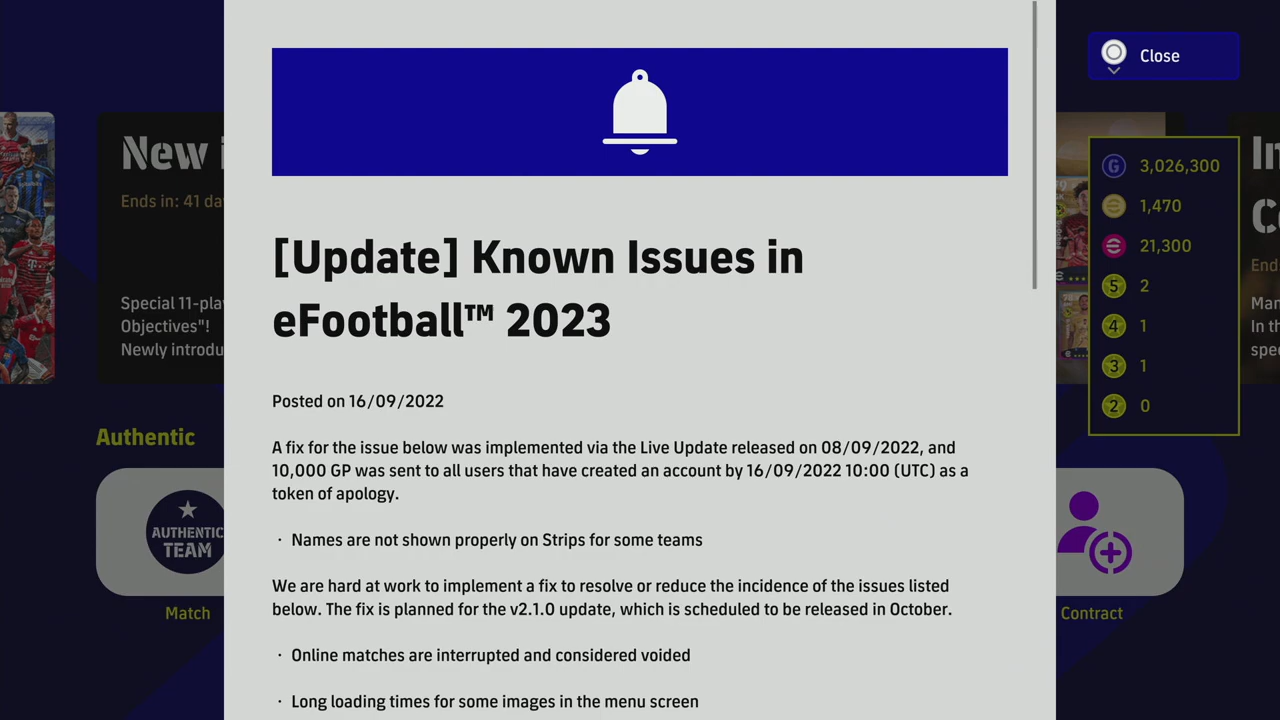 Close
New
Ends in: 41 da
Special 11-pla
Objectives"!
Newly introdu
[Update] Known Issues in
eFootball™ 2023
Posted on 16/09/2022
A fix for the issue below was implemented via the Live Update released on 08/09/2022, and
10,000 GP was sent to all users that have created an account by 16/09/2022 10:00 (UTC) as a
token of apology.
· Names are not shown properly on Strips for some teams
We are hard at work to implement a fix to resolve or reduce the incidence of the issues listed
below. The fix is planned for the v2.1.0 update, which is scheduled to be released in October.
· Online matches are interrupted and considered voided
· Long loading times for some images in the menu screen
G 3,026,300
1,470
21,300
5 2
4 1
3 1
2 0
In
Ends
Man
In th
spec
Authentic
AUTHENTIC
TEAM
Match
Contract